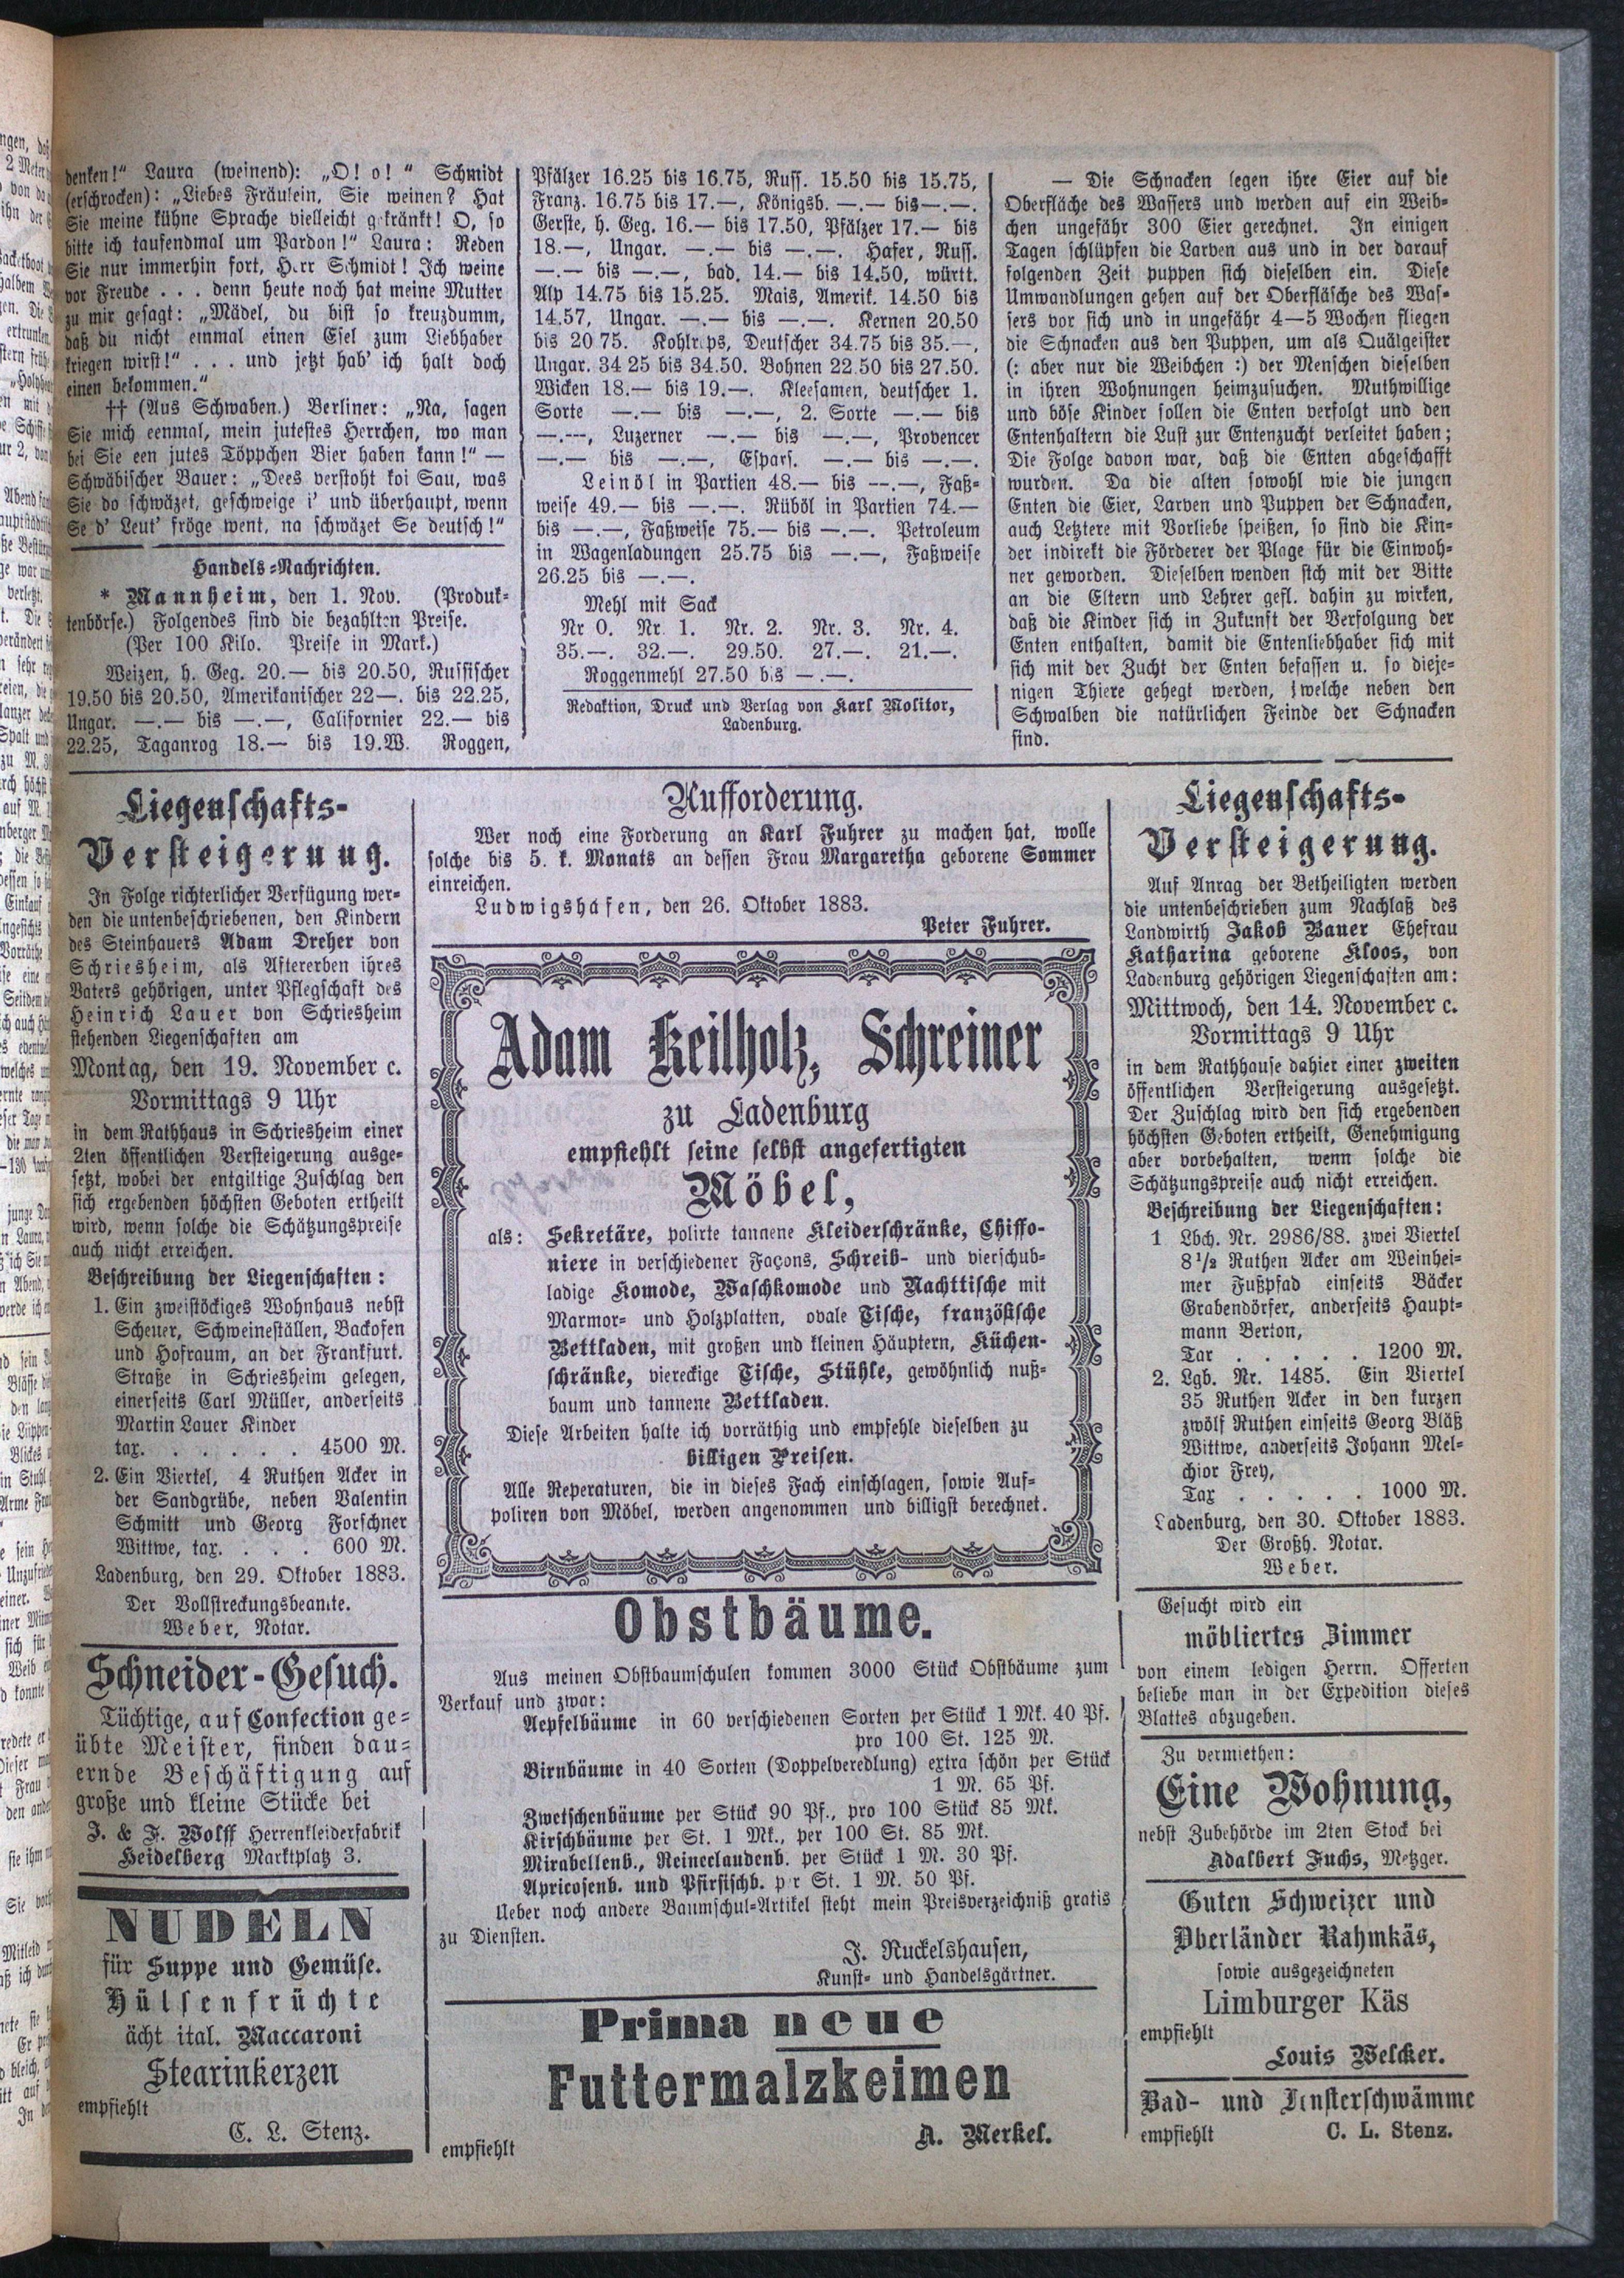 denken!“ Laura (weinend): „O! o! “ Schmidt
(erschrocken): „Liebes Fräulein, Sie weinen? Hat
Sie meine kühne Sprache vielleicht gekränkt! O, so
bitte ich tausendmal um Pardon!“ Laura: Reden
Sie nur immerhin fort, Herr Schmidt! Ich weine
vor Freude . . . denn heute noch hat meine Mutter
zu mir gesagt: „Mädel, du bist so kreuzdumm,
daß du nicht einmal einen Esel zum Liebhaber
kriegen wirst!“ . . . und jetzt hab' ich halt doch
einen bekommen.“
†† (Aus Schwaben.) Berliner: „Na, sagen
Sie mich eenmal, mein jutestes Herrchen, wo man
bei Sie een jutes Töppchen Bier haben kann!“ —
Schwäbischer Bauer: „Dees verstoht koi Sau, was
Sie do schwäzet, geschweige i' und überhaupt, wenn
Se d' Leut' fröge went, na schwäzet Se deutsch!“
Handels-Nachrichten.
* Mannheim, den 1. Nov. (Produk-
tenbörse.) Folgendes sind die bezahlten Preise.
(Per 100 Kilo. Preise in Mark.)
Weizen, h. Geg. 20.— bis 20.50, Russischer
19.50 bis 20.50, Amerikanischer 22—. bis 22.25,
Ungar. —.— bis —.—, Californier 22.— bis
22.25, Taganrog 18.— bis 19.W. Roggen,
Pfälzer 16.25 bis 16.75, Russ. 15.50 bis 15.75,
Franz. 16.75 bis 17.—, Königsb. —.— bis—.—.
Gerste, h. Geg. 16.— bis 17.50, Pfälzer 17.— bis
18.—, Ungar. —.— bis —.—. Hafer, Russ.
—.— bis —.—, bad. 14.— bis 14.50, württ.
Alp 14.75 bis 15.25. Mais, Amerik. 14.50 bis
14.57, Ungar. —.— bis —.—. Kernen 20.50
bis 20 75. Kohlreps, Deutscher 34.75 bis 35.—,
Ungar. 34 25 bis 34.50. Bohnen 22.50 bis 27.50.
Wicken 18.— bis 19.—. Kleesamen, deutscher 1.
Sorte —.— bis —.—, 2. Sorte —.— bis
—.—, Luzerner —.— bis —.—, Provencer
—.— bis —.—, Espars. —.— bis —.—.
Leinöl in Partien 48.— bis —.—, Faß-
weise 49.— bis —.—. Rüböl in Partien 74.—
bis —.—, Faßweise 75.— bis —.—. Petroleum
in Wagenladungen 25.75 bis —.—, Faßweise
26.25 bis —.—.
Mehl mit Sack
Nr 0. Nr. 1. Nr. 2. Nr. 3. Nr. 4.
35.—. 32.—. 29.50. 27.—. 21.—.
Roggenmehl 27.50 bis —.—.
Redaktion, Druck und Verlag von Karl Molitor,
Ladenburg.
— Die Schnacken legen ihre Eier auf die
Oberfläche des Wassers und werden auf ein Weib-
chen ungefähr 300 Eier gerechnet. In einigen
Tagen schlüpfen die Larven aus und in der darauf
folgenden Zeit puppen sich dieselben ein. Diese
Umwandlungen gehen auf der Oberfläsche des Was-
sers vor sich und in ungefähr 4—5 Wochen fliegen
die Schnacken aus den Puppen, um als Quälgeister
(: aber nur die Weibchen :) der Menschen dieselben
in ihren Wohnungen heimzusuchen. Muthwillige
und böse Kinder sollen die Enten verfolgt und den
Entenhaltern die Lust zur Entenzucht verleitet haben;
Die Folge davon war, daß die Enten abgeschafft
wurden. Da die alten sowohl wie die jungen
Enten die Eier, Larven und Puppen der Schnacken,
auch Letztere mit Vorliebe speißen, so sind die Kin-
der indirekt die Förderer der Plage für die Einwoh-
ner geworden. Dieselben wenden sich mit der Bitte
an die Eltern und Lehrer gefl. dahin zu wirken,
daß die Kinder sich in Zukunft der Verfolgung der
Enten enthalten, damit die Entenliebhaber sich mit
sich mit der Zucht der Enten befassen u. so dieje-
nigen Thiere gehegt werden, welche neben den
Schwalben die natürlichen Feinde der Schnacken
sind.
Liegenschafts-
Versteigerung.
In Folge richterlicher Verfügung wer-
den die untenbeschriebenen, den Kindern
des Steinhauers Adam Dreher von
Schriesheim, als Aftererben ihres
Vaters gehörigen, unter Pflegschaft des
Heinrich Lauer von Schriesheim
stehenden Liegenschaften am
Montag, den 19. November c.
Vormittags 9 Uhr
in dem Rathhaus in Schriesheim einer
2ten öffentlichen Versteigerung ausge-
setzt, wobei der entgiltige Zuschlag den
sich ergebenden höchsten Geboten ertheilt
wird, wenn solche die Schätzungspreise
auch nicht erreichen.
Beschreibung der Liegenschaften:
1. Ein zweistöckiges Wohnhaus nebst
Scheuer, Schweineställen, Backofen
und Hofraum, an der Frankfurt.
Straße in Schriesheim gelegen,
einerseits Carl Müller, anderseits
Martin Lauer Kinder
tax. . . . . . . 4500 M.
2. Ein Viertel, 4 Ruthen Acker in
der Sandgrübe, neben Valentin
Schmitt und Georg Forschner
Wittwe, tax. . . . 600 M.
Ladenburg, den 29. Oktober 1883.
Der Vollstreckungsbeamte.
Weber, Notar.
Schneider-Gesuch.
Tüchtige, auf Confection ge-
übte Meister, finden dau-
ernde Beschäftigung auf
große und kleine Stücke bei
J. & F. Wolff Herrenkleiderfabrik
Heidelberg Marktplatz 3.
NUDELN
für Suppe und Gemüse.
Hülsenfrüchte
ächt ital. Maccaroni
Stearinkerzen
empfiehlt
C. L. Stenz.
Aufforderung.
Wer noch eine Forderung an Karl Fuhrer zu machen hat, wolle
solche bis 5. k. Monats an dessen Frau Margaretha geborene Sommer
einreichen.
Ludwigshafen, den 26. Oktober 1883.
Peter Fuhrer.
Adam Keilholz, Schreiner
zu Ladenburg
empfiehlt seine selbst angefertigten
Möbel,
als: Sekretäre, polirte tannene Kleiderschränke, Chiffo-
niere in verschiedener Façons, Schreib- und vierschub-
ladige Komode, Waschkomode und Nachttische mit
Marmor- und Holzplatten, ovale Tische, französische
Bettladen, mit großen und kleinen Häuptern, Küchen-
schränke, viereckige Tische, Stühle, gewöhnlich nuß-
baum und tannene Bettladen.
Diese Arbeiten halte ich vorräthig und empfehle dieselben zu
billigen Preisen.
Alle Reperaturen, die in dieses Fach einschlagen, sowie Auf-
poliren von Möbel, werden angenommen und billigst berechnet.
Obstbäume.
Aus meinen Obstbaumschulen kommen 3000 Stück Obstbäume zum
Verkauf und zwar:
Aepfelbäume in 60 verschiedenen Sorten per Stück 1 Mk. 40 Pf.
pro 100 St. 125 M.
Birnbäume in 40 Sorten (Doppelveredlung) extra schön per Stück
1 M. 65 Pf.
Zwetschenbäume per Stück 90 Pf., pro 100 Stück 85 Mk.
Kirschbäume per St. 1 Mk., per 100 St. 85 Mk.
Mirabellenb., Reineclaudenb. per Stück 1 M. 30 Pf.
Apricosenb. und Pfirsischb. p r St. 1 M. 50 Pf.
Ueber noch andere Baumschul-Artikel steht mein Preisverzeichniß gratis
zu Diensten.
J. Ruckelshausen,
Kunst- und Handelsgärtner.
Prima neue
Futtermalzkeimen
empfiehlt
A. Merkel.
Liegenschafts-
Versteigerung.
Auf Anrag der Betheiligten werden
die untenbeschrieben zum Nachlaß des
Landwirth Jakob Bauer Ehefrau
Katharina geborene Kloos, von
Ladenburg gehörigen Liegenschaften am:
Mittwoch, den 14. November c.
Vormittags 9 Uhr
in dem Rathhause dahier einer zweiten
öffentlichen Versteigerung ausgesetzt.
Der Zuschlag wird den sich ergebenden
höchsten Geboten ertheilt, Genehmigung
aber vorbehalten, wenn solche die
Schätzungspreise auch nicht erreichen.
Beschreibung der Liegenschaften:
1 Lbch. Nr. 2986/88. zwei Viertel
8 1/2 Ruthen Acker am Weinhei-
mer Fußpfad einseits Bäcker
Grabendörfer, anderseits Haupt-
mann Berton,
Tax . . . . . 1200 M.
2. Lgb. Nr. 1485. Ein Viertel
35 Ruthen Acker in den kurzen
zwölf Ruthen einseits Georg Bläß
Wittwe, anderseits Johann Mel-
chior Frey,
Tax . . . . . 1000 M.
Ladenburg, den 30. Oktober 1883.
Der Großh. Notar.
Weber.
Gesucht wird ein
möbliertes Zimmer
von einem ledigen Herrn. Offerten
beliebe man in der Expedition dieses
Blattes abzugeben.
Zu vermiethen:
Eine Wohnung,
nebst Zubehörde im 2ten Stock bei
Adalbert Fuchs, Metzger.
Guten Schweizer und
Oberländer Rahmkäs,
sowie ausgezeichneten
Limburger Käs
empfiehlt
Louis Welcker.
Bad- und Fensterschwämme
empfiehlt C. L. Stenz.